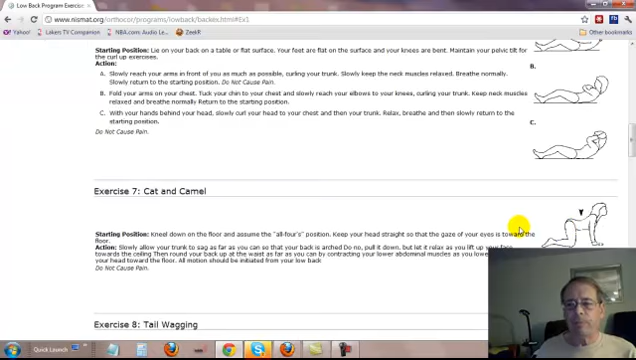 Low Back Program Exercise
www.nismat.org/orthocor/programs/lowback/backex.html#Ex1
Yahoo!
Lakers Tv Companion
NBA.com: Audio League
ZeekR
Starting Position: Lie on your back on a table or flat surface. Your feet are flat on the surface and your knees are bent. Maintain your pelvic tilt for
the curl up exercises.
Action:
A. Slowly reach your arms in front of you as much as possible, curling your trunk. Slowly keep the neck muscles relaxed. Breathe normally.
Slowly return to the starting position. Do Not Cause Pain.
B. Fold your arms on your chest. Tuck your chin to your chest and slowly reach your elbows to your knees, curling your trunk. Keep neck muscles
relaxed and breathe normally Return to the starting position.
C. With your hands behind your head, slowly curl your head to your chest and then your trunk. Relax, breathe and then slowly return to the
starting position.
Do Not Cause Pain.
B.
C.
Exercise 7: Cat and Camel
Starting Position: Kneel down on the floor and assume the "all-four's" position. Keep your head straight so that the gaze of your eyes is toward the
floor.
Action: Slowly allow your trunk to sag as far as you can so that your back is arched Do no, pull it down, but let it relax as you lift up your face
towards the ceiling Then round your back up at the waist as far as you can by contracting your lower abdominal muscles as you lower
your head toward the floor. All motion should be initiated from your low back
Do Not Cause Pain.
Exercise 8: Tail Wagging
Quick Launch